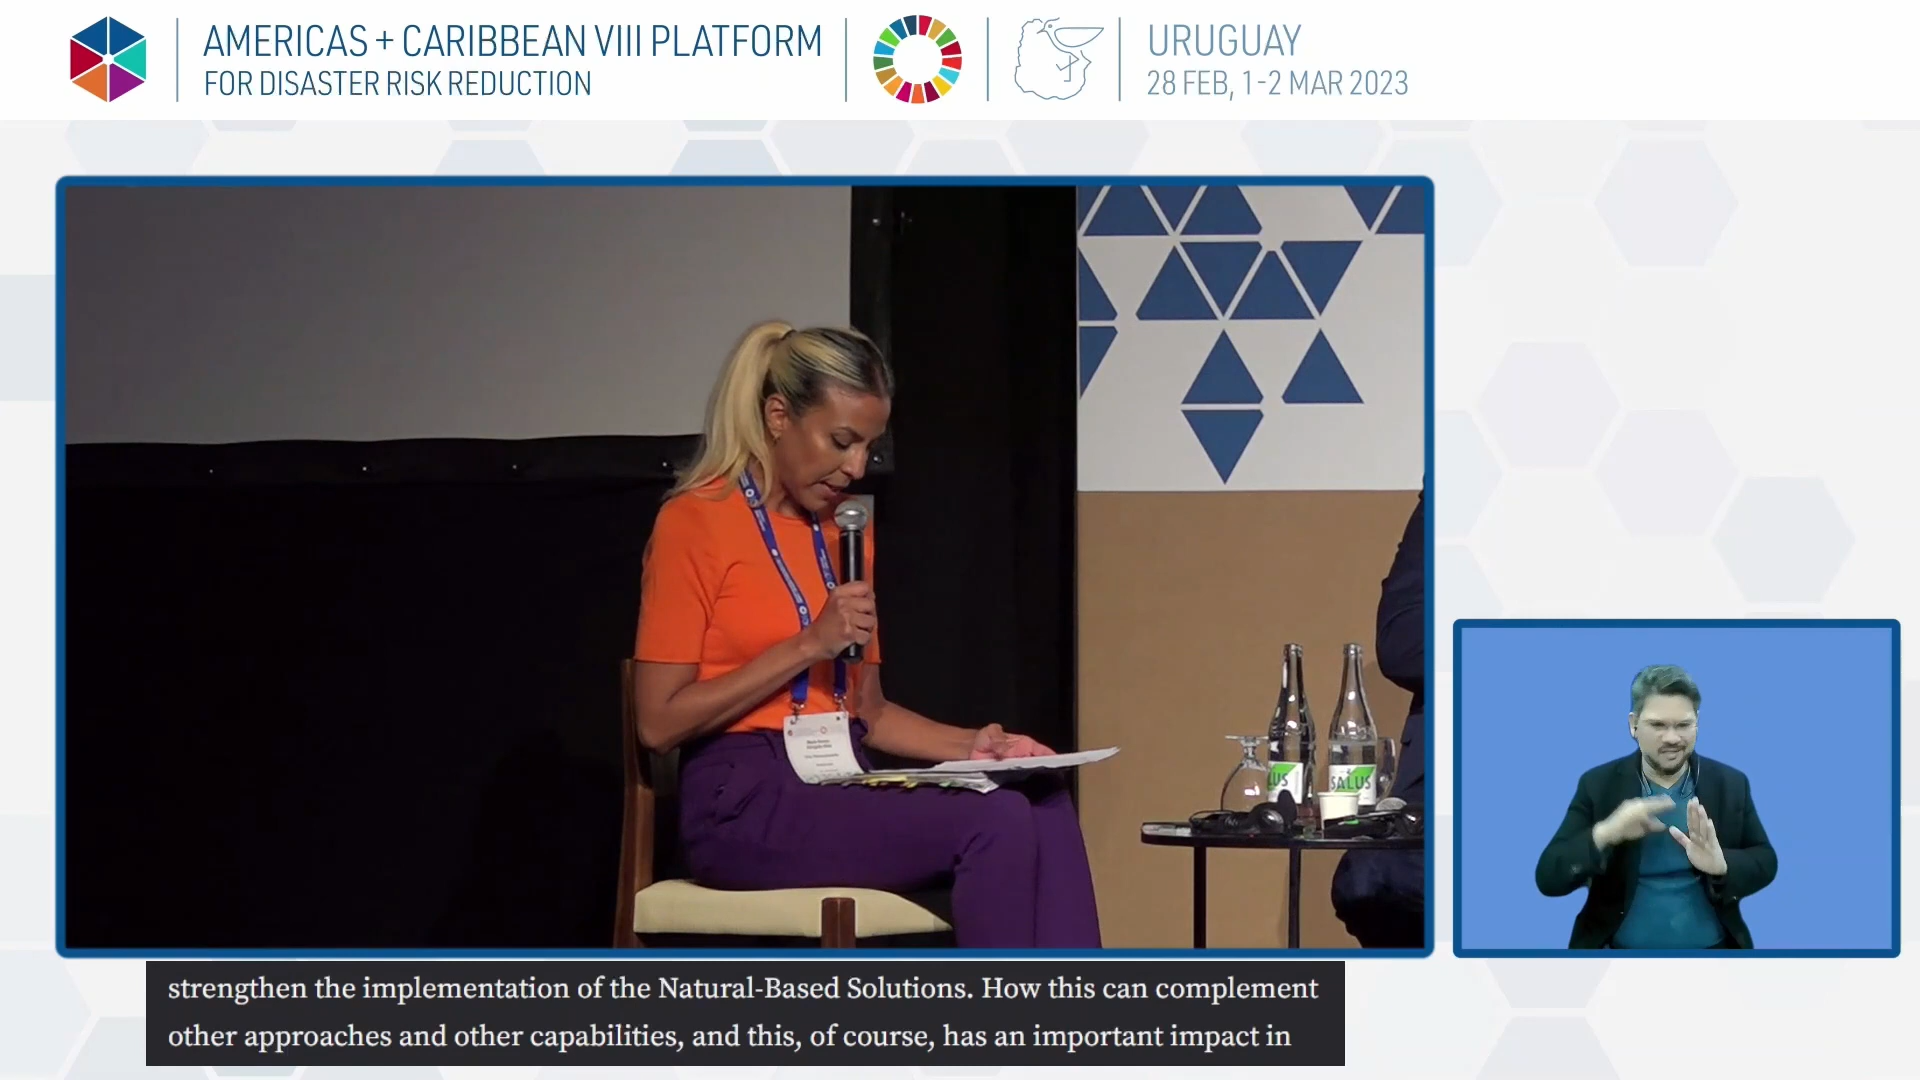 AMERICAS + CARIBBEAN VIII PLATFORM
FOR DISASTER RISK REDUCTION
URUGUAY
28 FEB, 1-2 MAR 2023
LUS
SALUS
strengthen the implementation of the Natural-Based Solutions. How this can complement
other approaches and other capabilities, and this, of course, has an important impact in